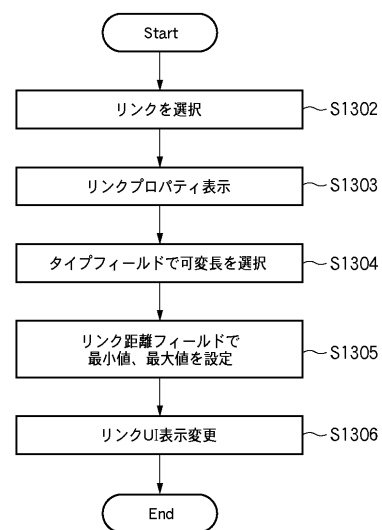 Start
リンクを選択
S1302
リンクプロパティ表示
S1303
タイプフィールドで可変長を選択
S1304
リンク距離フィールドで
最小値、最大値を設定
S1305
リンクUI表示変更
S1306
End